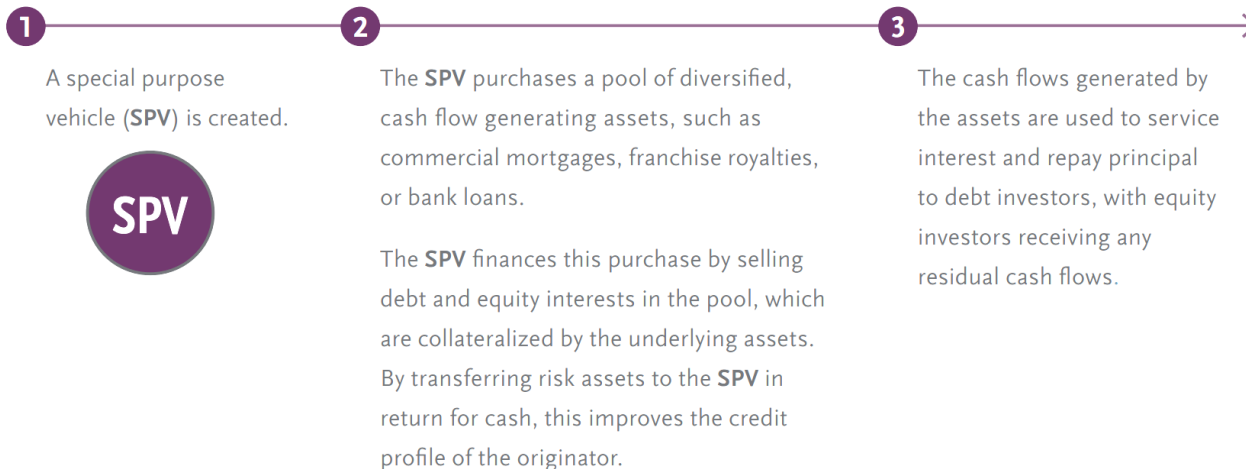 1
A special purpose
vehicle (SPV) is created.
SPV
2
The SPV purchases a pool of diversified,
cash flow generating assets, such as
commercial mortgages, franchise royalties,
or bank loans.
The SPV finances this purchase by selling
debt and equity interests in the pool, which
are collateralized by the underlying assets.
By transferring risk assets to the SPV in
return for cash, this improves the credit
profile of the originator.
3
The cash flows generated by
the assets are used to service
interest and repay principal
to debt investors, with equity
investors receiving any
residual cash flows.